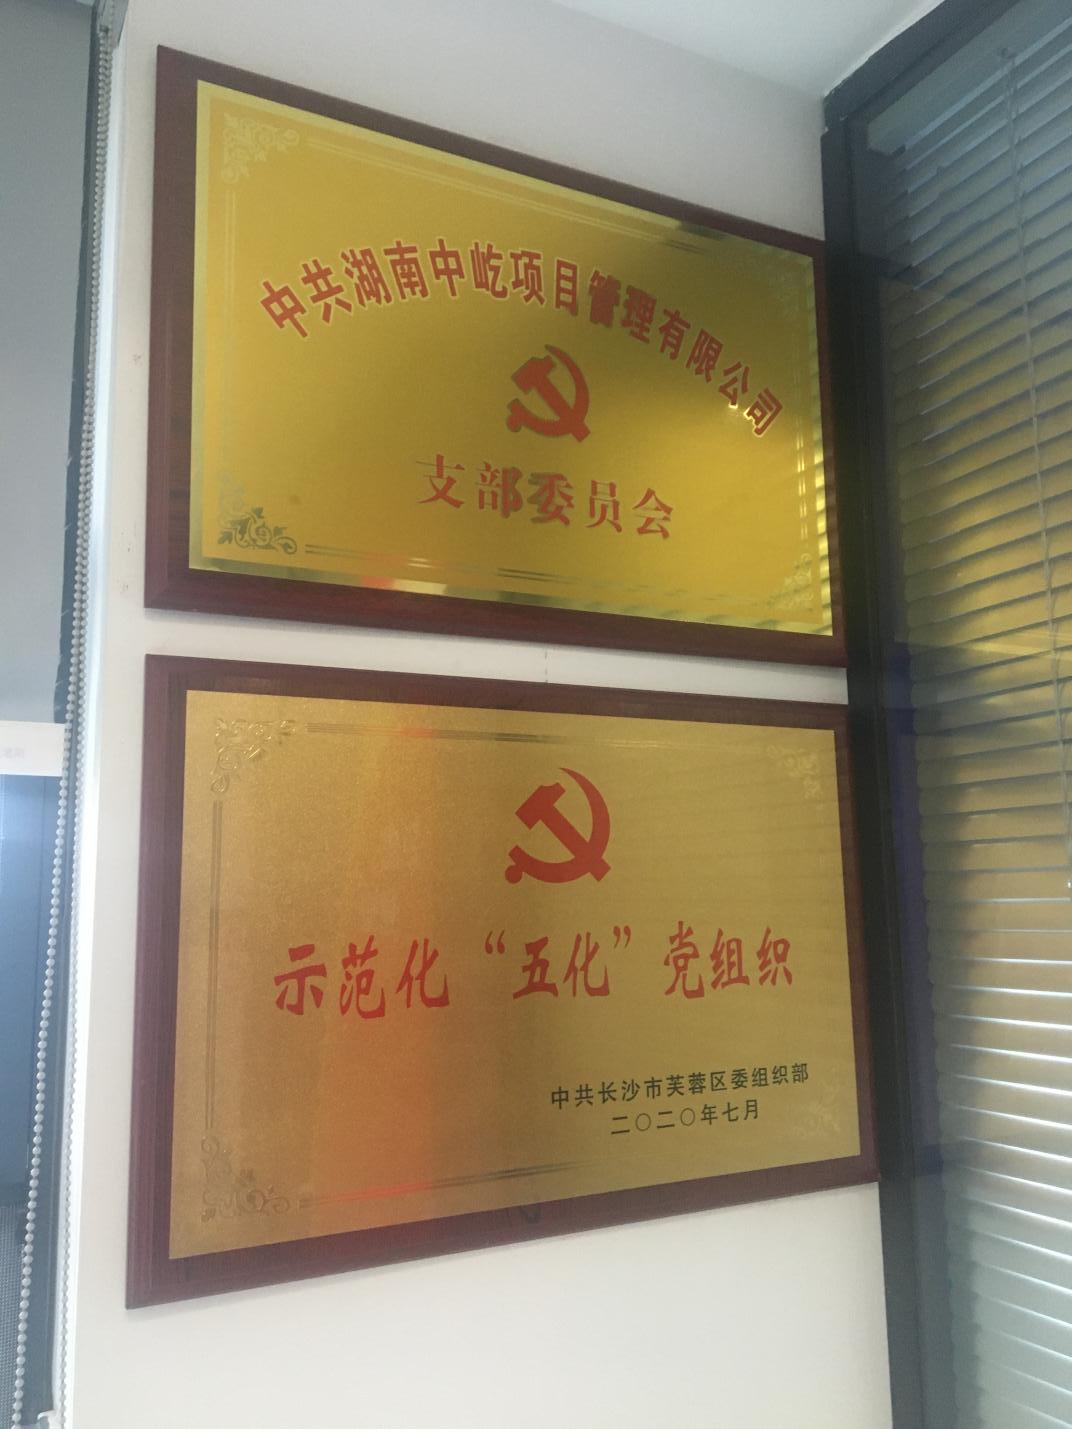 中共湖南中屹项目管理有限公司
支部委员会
示范化“五化”党组织
中共长沙市芙蓉区委组织部
二〇二〇年七月